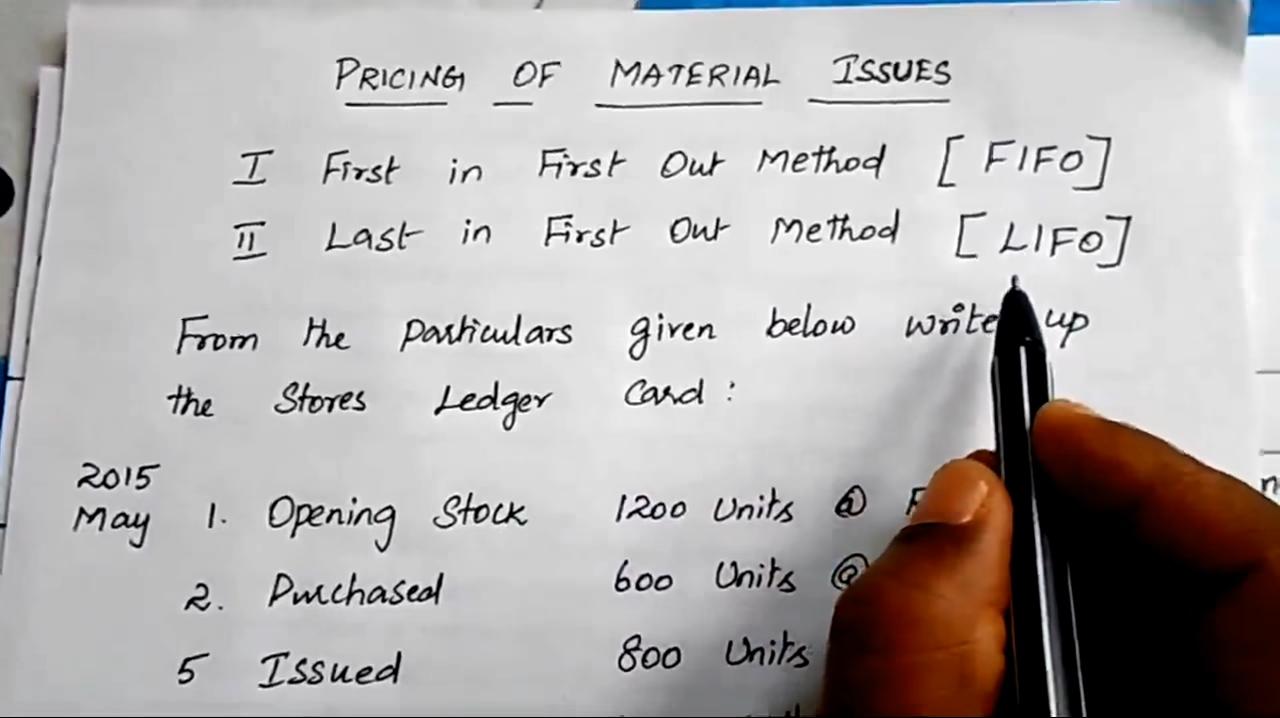 PRICING OF MATERIAL ISSUES
I First in First Out Method [FIFO]
II Last in First Out Method [LIFO]
From the particulars given below write up
the Stores Ledger Card :
2015
May 1. Opening Stock 1200 Units @
2. Purchased 600 Units @
5 Issued 800 Units